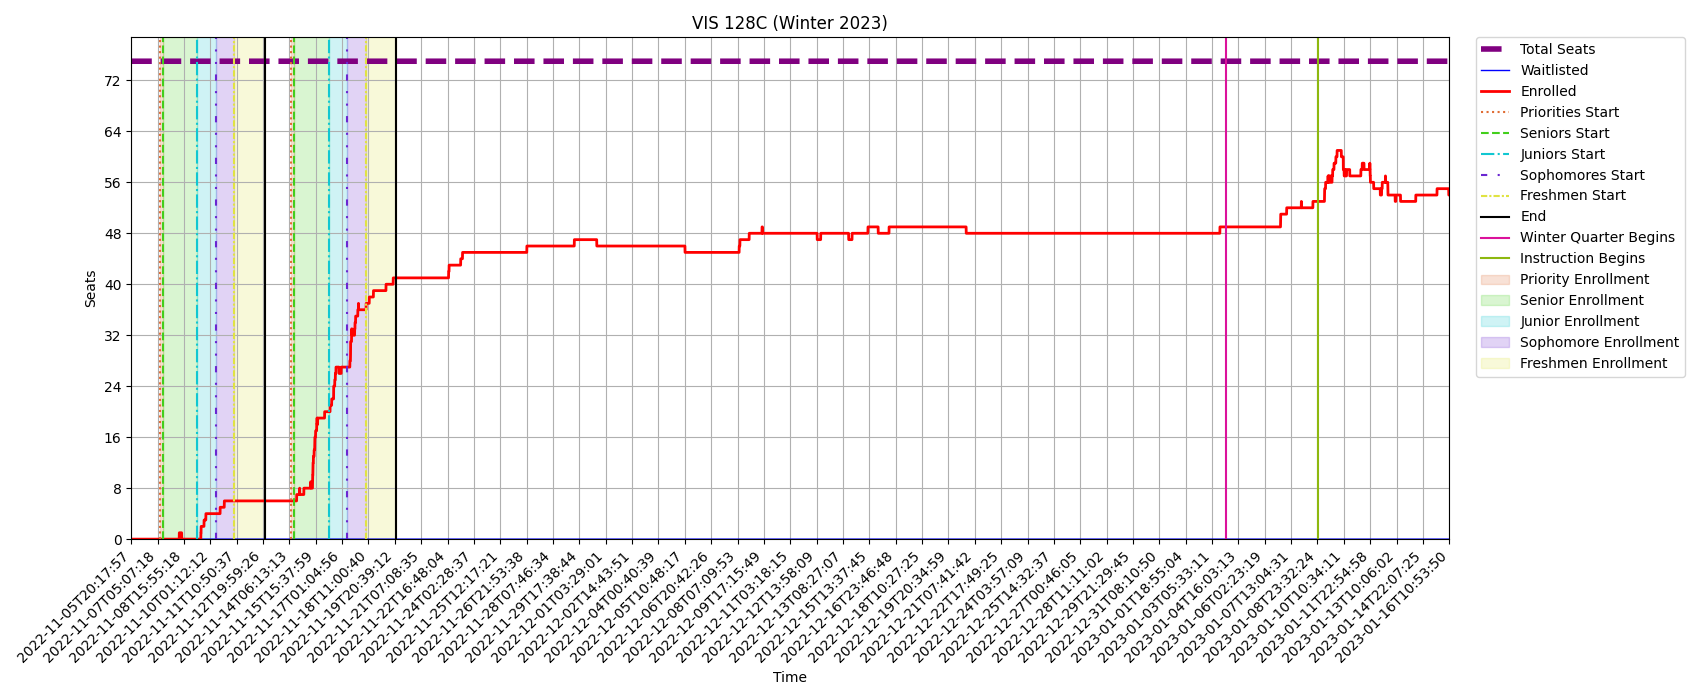 VIS 128C (Winter 2023)
Seats
72
64
56
48
40
32
24
16
8
0
2022-11-05T20:17:57
2022-11-07T05:07:18
2022-11-08T15:55:18
2022-11-10T01:12:12
2022-11-11T10:50:37
2022-11-12T19:59:26
2022-11-14T06:13:13
2022-11-15T15:37:59
2022-11-17T01:04:56
2022-11-18T11:00:40
2022-11-19T20:39:12
2022-11-21T07:08:35
2022-11-22T16:48:04
2022-11-24T02:28:37
2022-11-25T12:17:21
2022-11-26T21:53:38
2022-11-28T07:46:34
2022-11-29T17:38:44
2022-12-01T03:29:01
2022-12-02T14:43:51
2022-12-04T00:40:39
2022-12-05T10:48:17
2022-12-06T20:42:26
2022-12-08T07:09:53
2022-12-09T17:15:49
2022-12-11T03:18:15
2022-12-12T13:58:09
2022-12-13T08:27:07
2022-12-15T13:37:45
2022-12-16T23:46:48
2022-12-18T10:27:25
2022-12-19T20:34:59
2022-12-21T07:41:42
2022-12-22T17:49:25
2022-12-24T03:57:09
2022-12-25T14:32:37
2022-12-27T00:46:05
2022-12-28T11:11:02
2022-12-29T21:29:45
2022-12-31T08:10:50
2023-01-01T18:55:04
2023-01-03T05:33:11
2023-01-04T16:03:13
2023-01-06T02:23:19
2023-01-07T13:04:31
2023-01-08T23:32:24
2023-01-10T10:34:11
2023-01-11T22:54:58
2023-01-13T10:06:02
2023-01-14T22:07:25
2023-01-16T10:53:50
Time
Total Seats
Waitlisted
Enrolled
Priorities Start
Seniors Start
Juniors Start
Sophomores Start
Freshmen Start
End
Winter Quarter Begins
Instruction Begins
Priority Enrollment
Senior Enrollment
Junior Enrollment
Sophomore Enrollment
Freshmen Enrollment